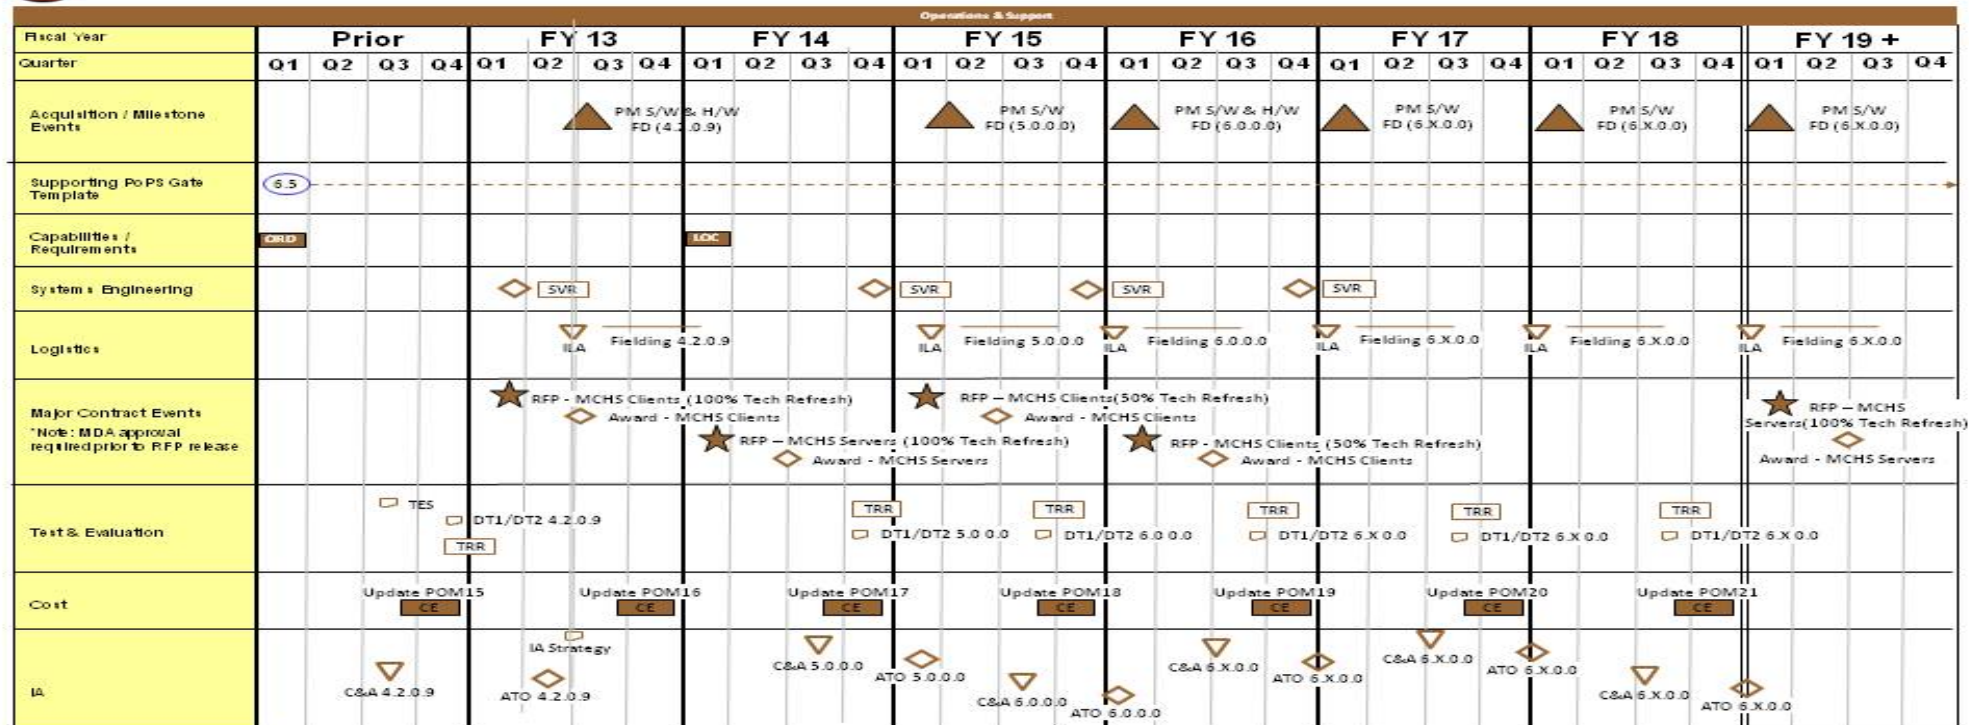 Operations & Support
Fiscal Year Prior FY 13 FY 14 FY 15 FY 16 FY 17 FY 18 FY 19 +
Quarter Q1 Q2 Q3 Q4 Q1 Q2 Q3 Q4 Q1 Q2 Q3 Q4 Q1 Q2 Q3 Q4 Q1 Q2 Q3 Q4 Q1 Q2 Q3 Q4 Q1 Q2 Q3 Q4 Q1 Q2 Q3 Q4
Acquisition / Milestone
Events
PM S/W & H/W
FD (4.2.0.9)
PM S/W
FD (5.0.0.0)
PM S/W & H/W
FD (6.0.0.0)
PM S/W
FD (6.X.0.0)
PM S/W
FD (6.X.0.0)
PM S/W
FD (6.X.0.0)
Supporting PoPS Gate
Template
6.5
Capabilities /
Requirements
ORD LOC
Systems Engineering SVR SVR SVR SVR
Logistics
ILA Fielding 4.2.0.9
ILA Fielding 5.0.0.0
ILA Fielding 6.0.0.0
ILA Fielding 6.X.0.0
ILA Fielding 6.X.0.0
ILA Fielding 6.X.0.0
Major Contract Events
*Note: MDA approval
required prior to RFP release
RFP - MCHS Clients (100% Tech Refresh)
Award - MCHS Clients
RFP – MCHS Servers (100% Tech Refresh)
Award - MCHS Servers
RFP – MCHS Clients(50% Tech Refresh)
Award - MCHS Clients
RFP - MCHS Clients (50% Tech Refresh)
Award - MCHS Clients
RFP – MCHS
Servers(100% Tech Refresh)
Award - MCHS Servers
Test & Evaluation
TES
DT1/DT2 4.2.0.9
TRR
TRR
DT1/DT2 5.0 0.0
TRR
DT1/DT2 6.0 0.0
TRR
DT1/DT2 6.X 0.0
TRR
DT1/DT2 6.X 0.0
TRR
DT1/DT2 6.X 0.0
Cost
Update POM15
CE
Update POM16
CE
Update POM17
CE
Update POM18
CE
Update POM19
CE
Update POM20
CE
Update POM21
CE
IA
C&A 4.2.0.9
IA Strategy
ATO 4.2.0.9
C&A 5.0.0.0
ATO 5.0.0.0
C&A 6.0.0.0
ATO 6.0.0.0
C&A 6.X.0.0
ATO 6.X.0.0
C&A 6.X.0.0
ATO 6.X.0.0
C&A 6.X.0.0
ATO 6.X.0.0